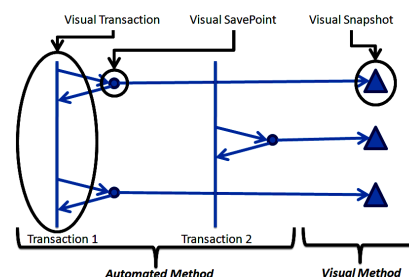 Visual Transaction Visual SavePoint Visual Snapshot
Transaction 1 Transaction 2
Automated Method Visual Method